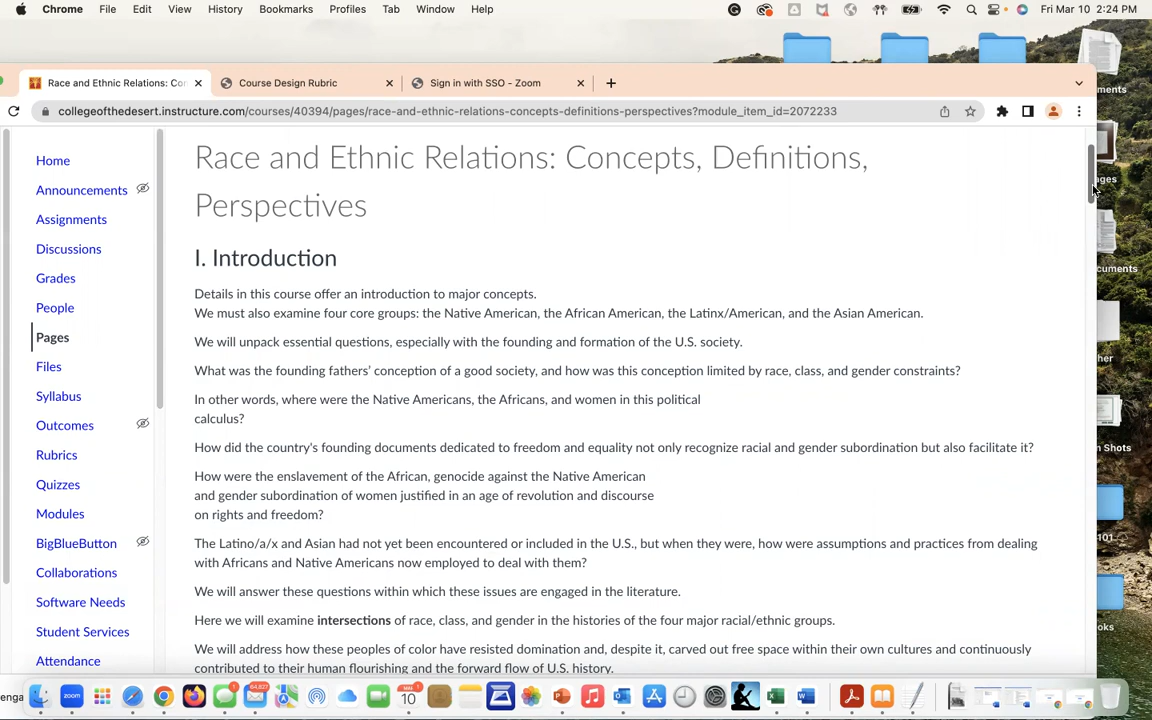 Chrome File Edit View History Bookmarks Profiles Tab Window Help Fri Mar 10 2:24 PM
Race and Ethnic Relations: Con Course Design Rubric Sign in with SSO - Zoom
collegeofthedesert.instructure.com/courses/40394/pages/race-and-ethnic-relations-concepts-definitions-perspectives?module_item_id=2072233
Home
Announcements
Assignments
Discussions
Grades
People
Pages
Files
Syllabus
Outcomes
Rubrics
Quizzes
Modules
BigBlueButton
Collaborations
Software Needs
Student Services
Attendance
Race and Ethnic Relations: Concepts, Definitions,
Perspectives
I. Introduction
Details in this course offer an introduction to major concepts.
We must also examine four core groups: the Native American, the African American, the Latinx/American, and the Asian American.
We will unpack essential questions, especially with the founding and formation of the U.S. society.
What was the founding fathers’ conception of a good society, and how was this conception limited by race, class, and gender constraints?
In other words, where were the Native Americans, the Africans, and women in this political
calculus?
How did the country's founding documents dedicated to freedom and equality not only recognize racial and gender subordination but also facilitate it?
How were the enslavement of the African, genocide against the Native American
and gender subordination of women justified in an age of revolution and discourse
on rights and freedom?
The Latino/a/x and Asian had not yet been encountered or included in the U.S., but when they were, how were assumptions and practices from dealing
with Africans and Native Americans now employed to deal with them?
We will answer these questions within which these issues are engaged in the literature.
Here we will examine intersections of race, class, and gender in the histories of the four major racial/ethnic groups.
We will address how these peoples of color have resisted domination and, despite it, carved out free space within their own cultures and continuously
contributed to their human flourishing and the forward flow of U.S. history.
ments
ages
cuments
her
n Shots
101
oks
enga
zoom
64,827
MAR
10